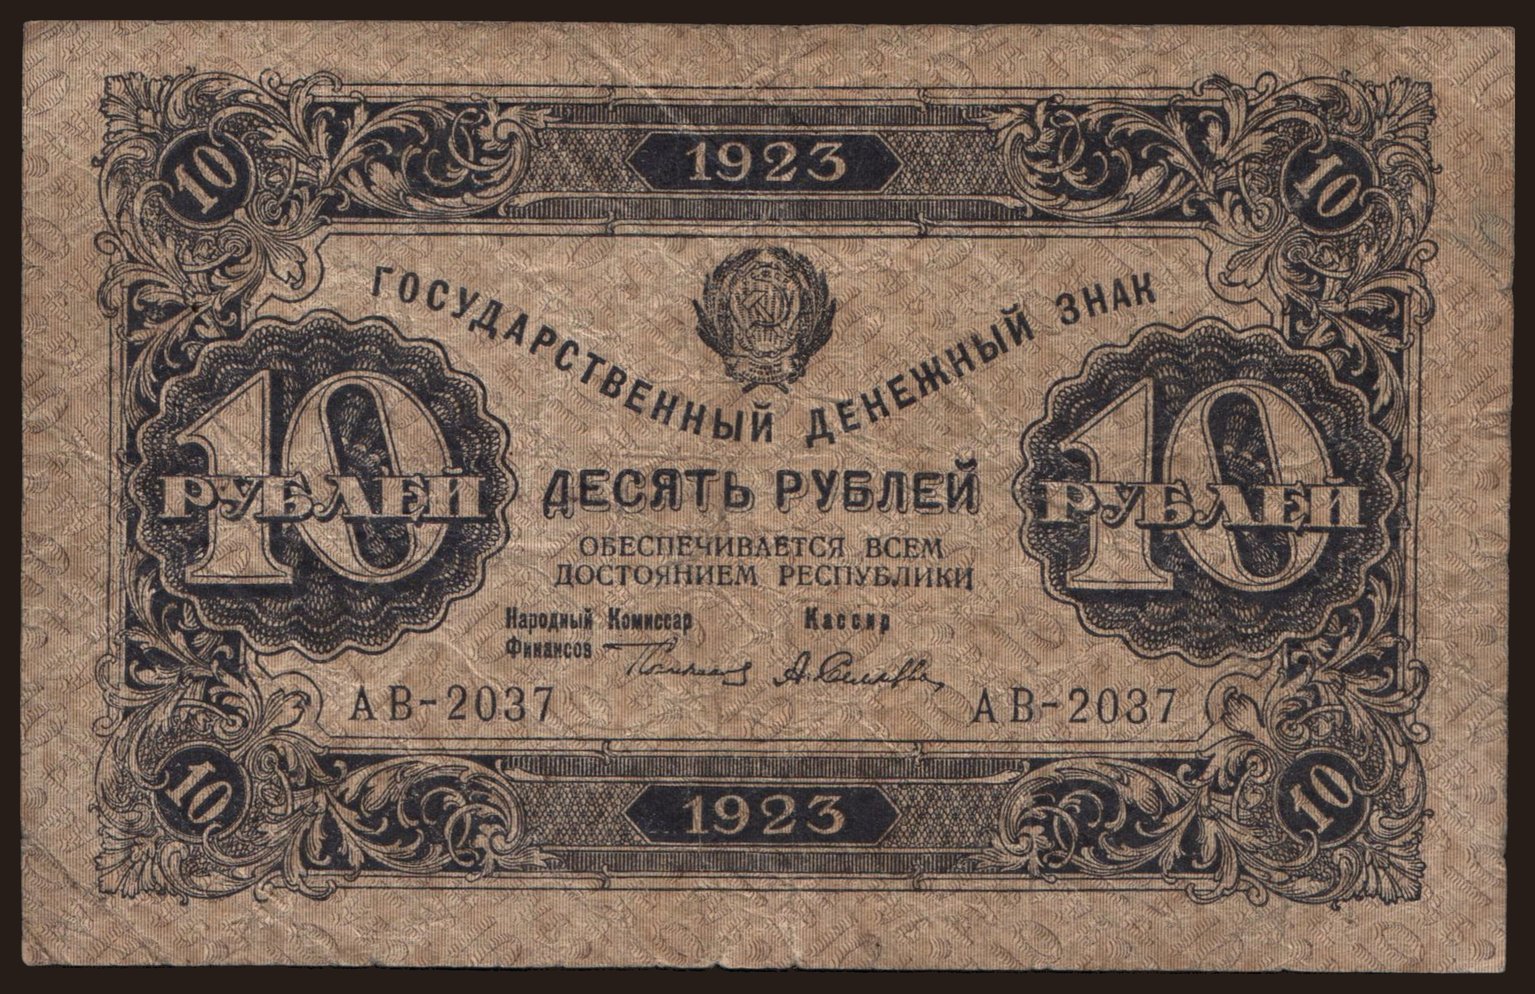 10 1923 10
ГОСУДАРСТВЕННЫЙ ДЕНЕЖНЫЙ ЗНАК
10 РУБЛЕЙ
10 РУБЛЕЙ
ДЕСЯТЬ РУБЛЕЙ
ОБЕСПЕЧИВАЕТСЯ ВСЕМ
ДОСТОЯНИЕМ РЕСПУБЛИКИ
Народный Комиссар Кассир
Финансов
АВ-2037 АВ-2037
10 1923 10